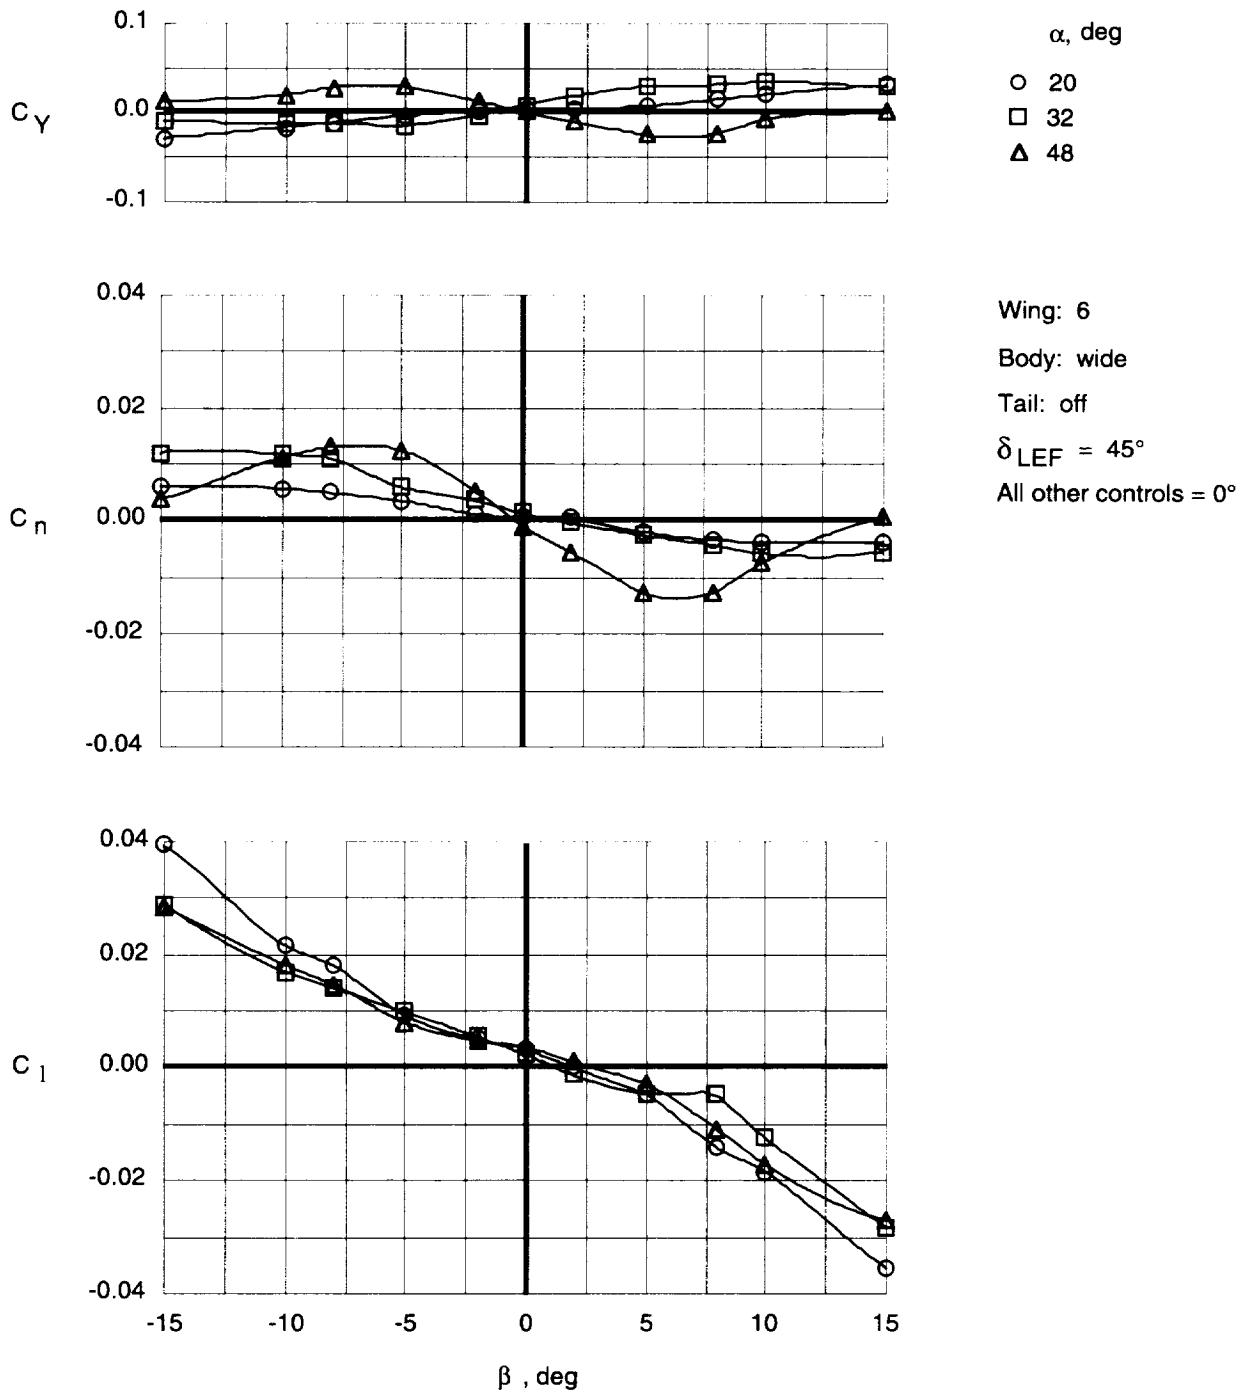 0.1
C Y
0.0
-0.1
α, deg
20
32
48
0.04
0.02
C n
0.00
-0.02
-0.04
Wing: 6
Body: wide
Tail: off
δ LEF = 45°
All other controls = 0°
0.04
0.02
C l
0.00
-0.02
-0.04
-15 -10 -5 0 5 10 15
β , deg